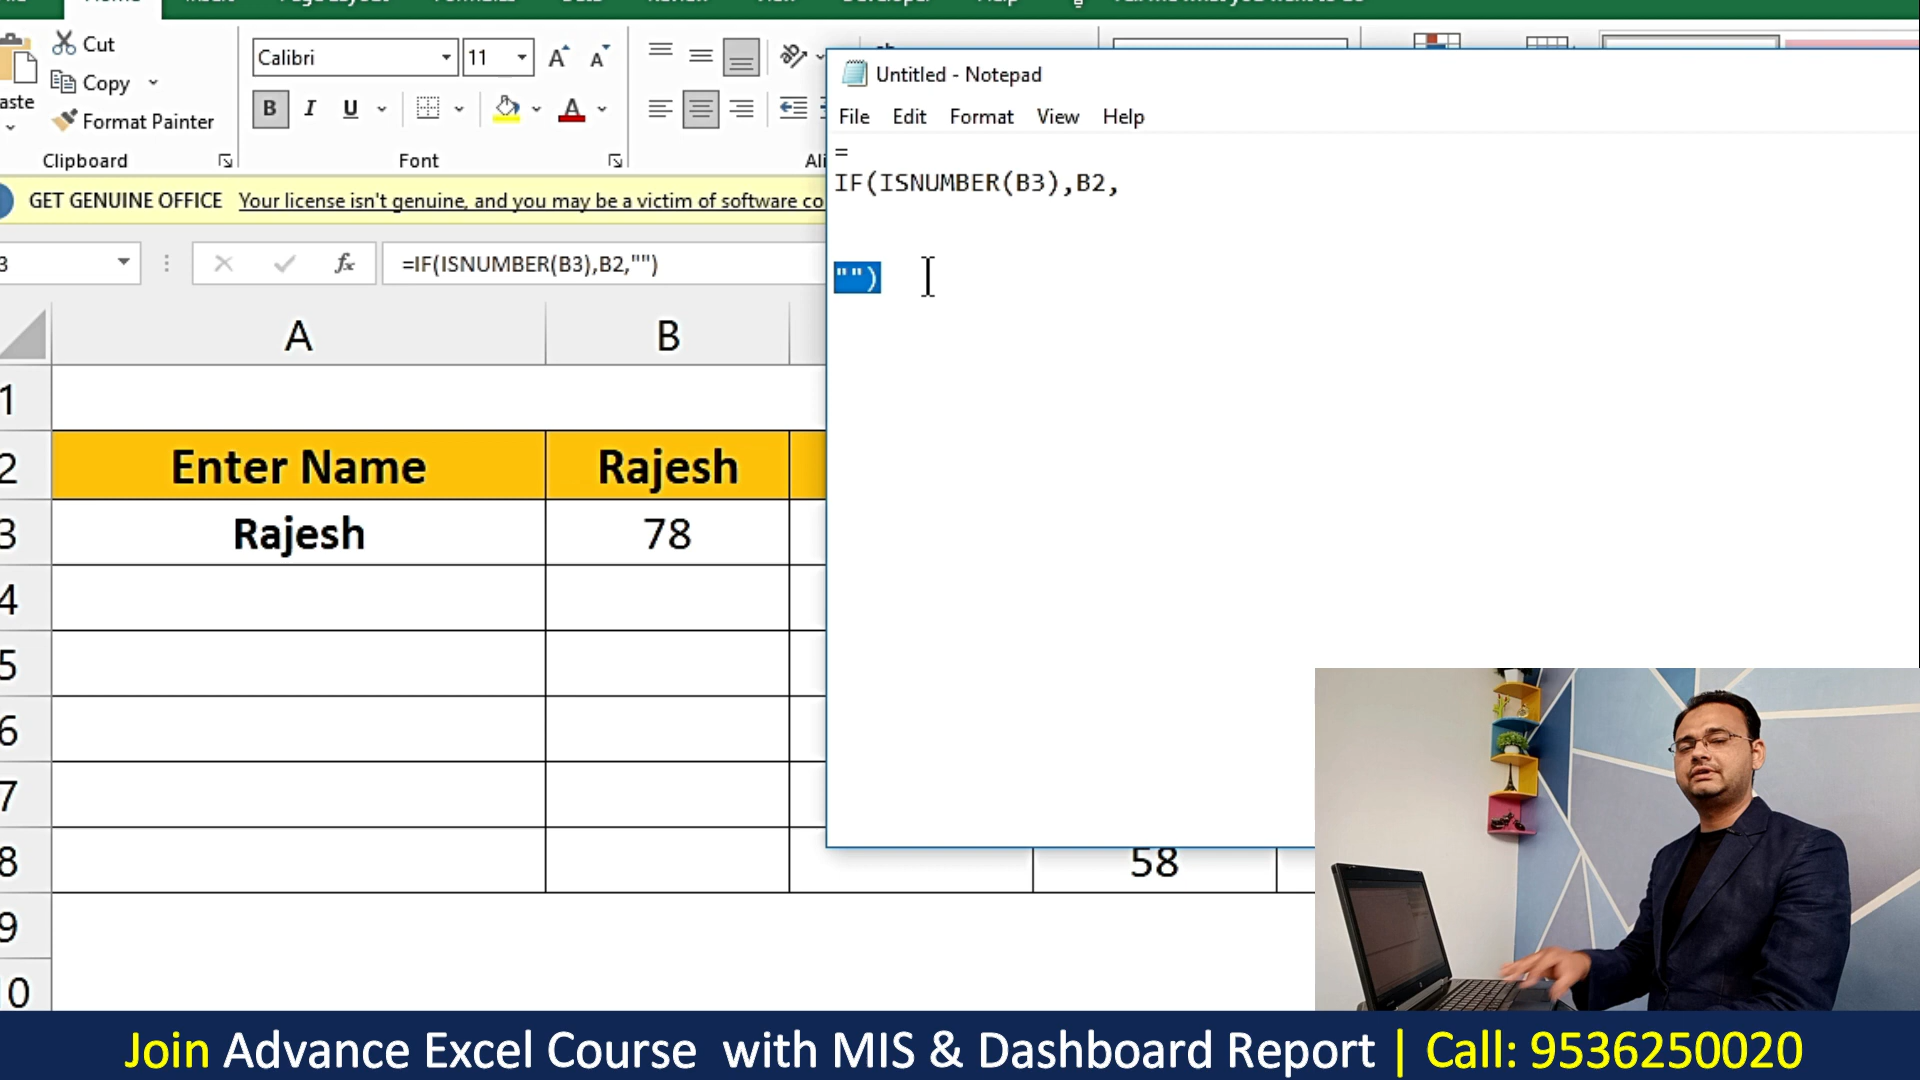 Cut
Copy
Format Painter
Clipboard
Calibri
11
B I U
Font
GET GENUINE OFFICE Your license isn't genuine, and you may be a victim of software co
=IF(ISNUMBER(B3),B2,"")
A B
1
2 Enter Name Rajesh
3 Rajesh 78
4
5
6
7
8 58
9
Untitled - Notepad
File Edit Format View Help
=
IF(ISNUMBER(B3),B2,
"")
Join Advance Excel Course with MIS & Dashboard Report | Call: 9536250020